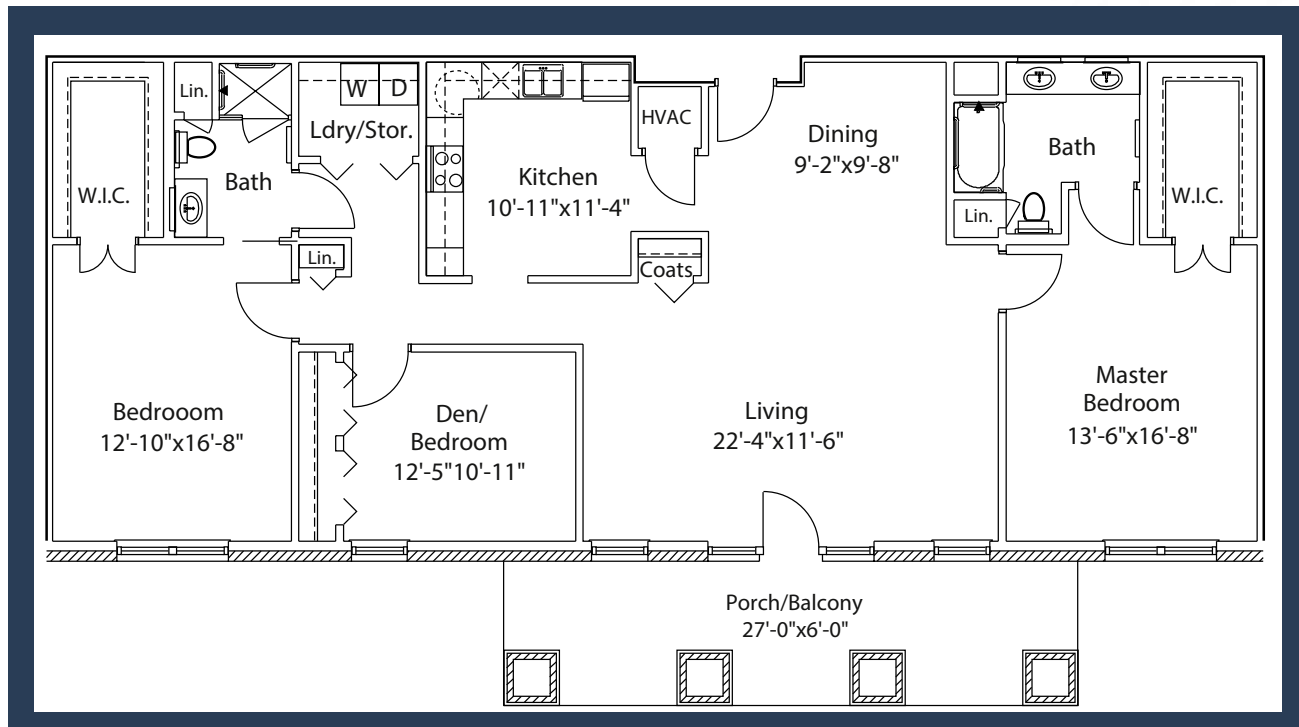 Lin.
W
D
Ldry/Stor.
HVAC
Dining
9'-2"x9'-8"
Bath
Kitchen
10'-11"x11'-4"
W.I.C.
Bath
W.I.C.
Lin.
Lin.
Coats
Bedrooom
12'-10"x16'-8"
Den/
Bedroom
12'-5"10'-11"
Living
22'-4"x11'-6"
Master
Bedroom
13'-6"x16'-8"
Porch/Balcony
27'-0"x6'-0"